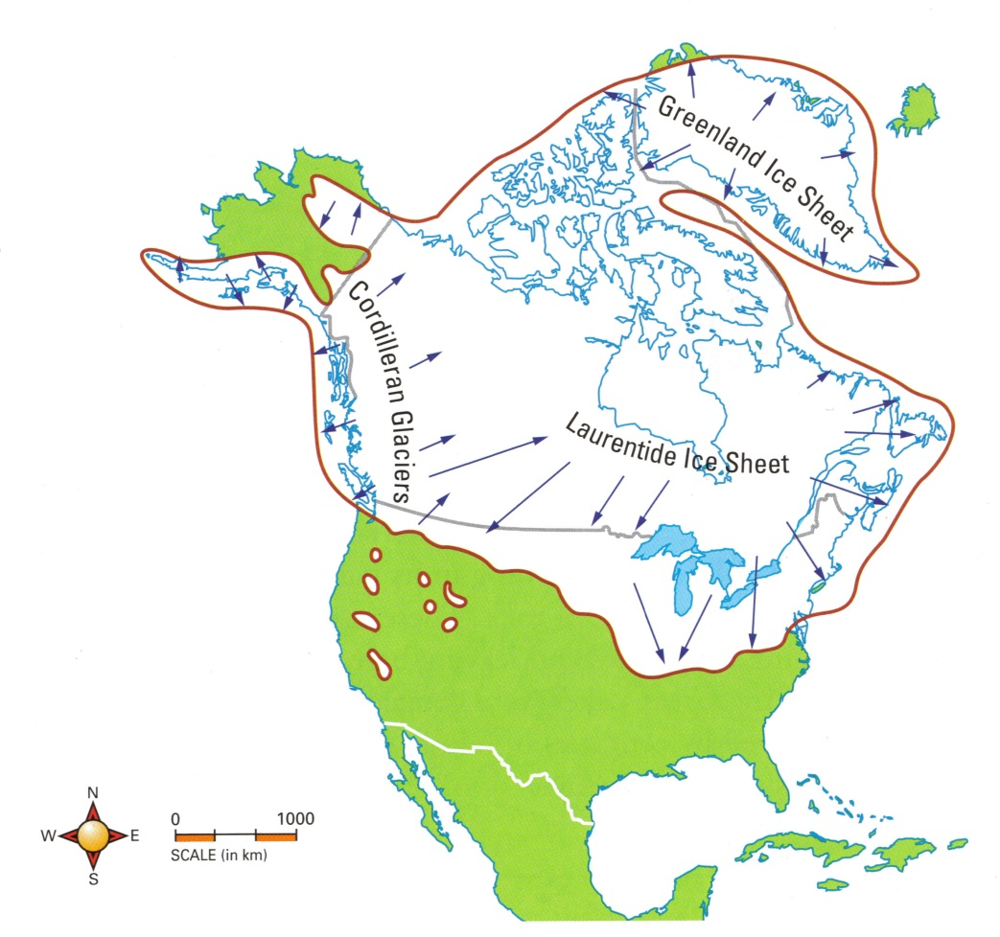 Greenland Ice Sheet
Cordilleran Glaciers
Laurentide Ice Sheet
N
W E
S
0 1000
SCALE (in km)